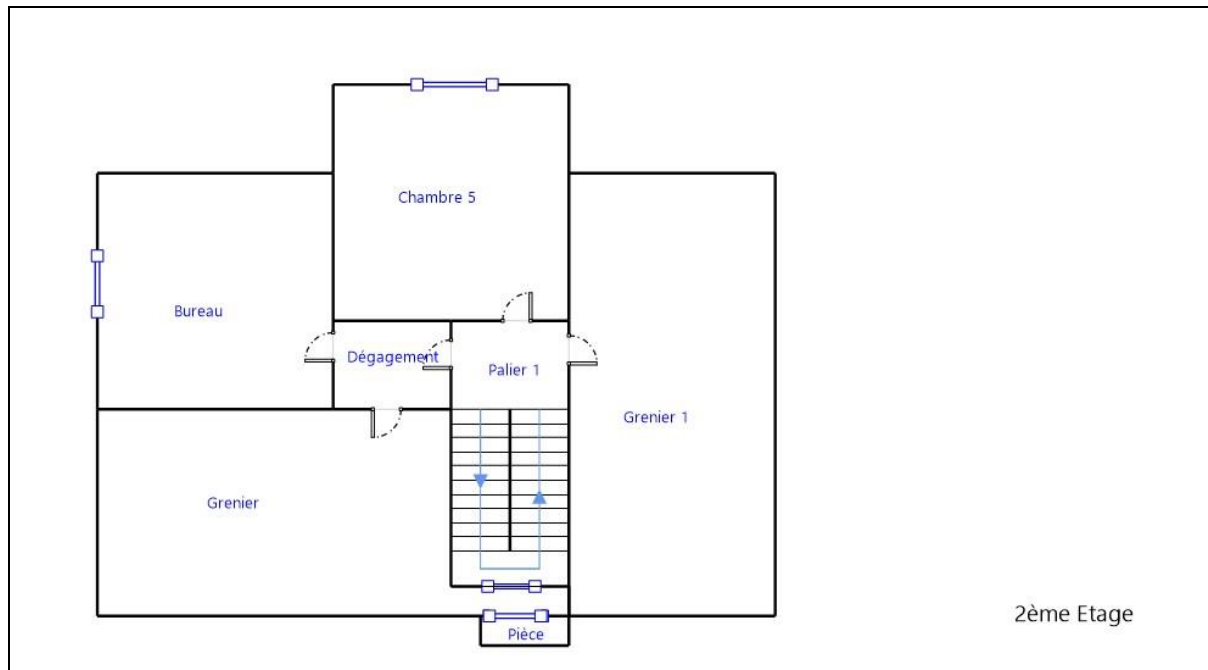 Chambre 5
Bureau
Dégagement
Palier 1
Grenier 1
Grenier
2ème Etage
Pièce